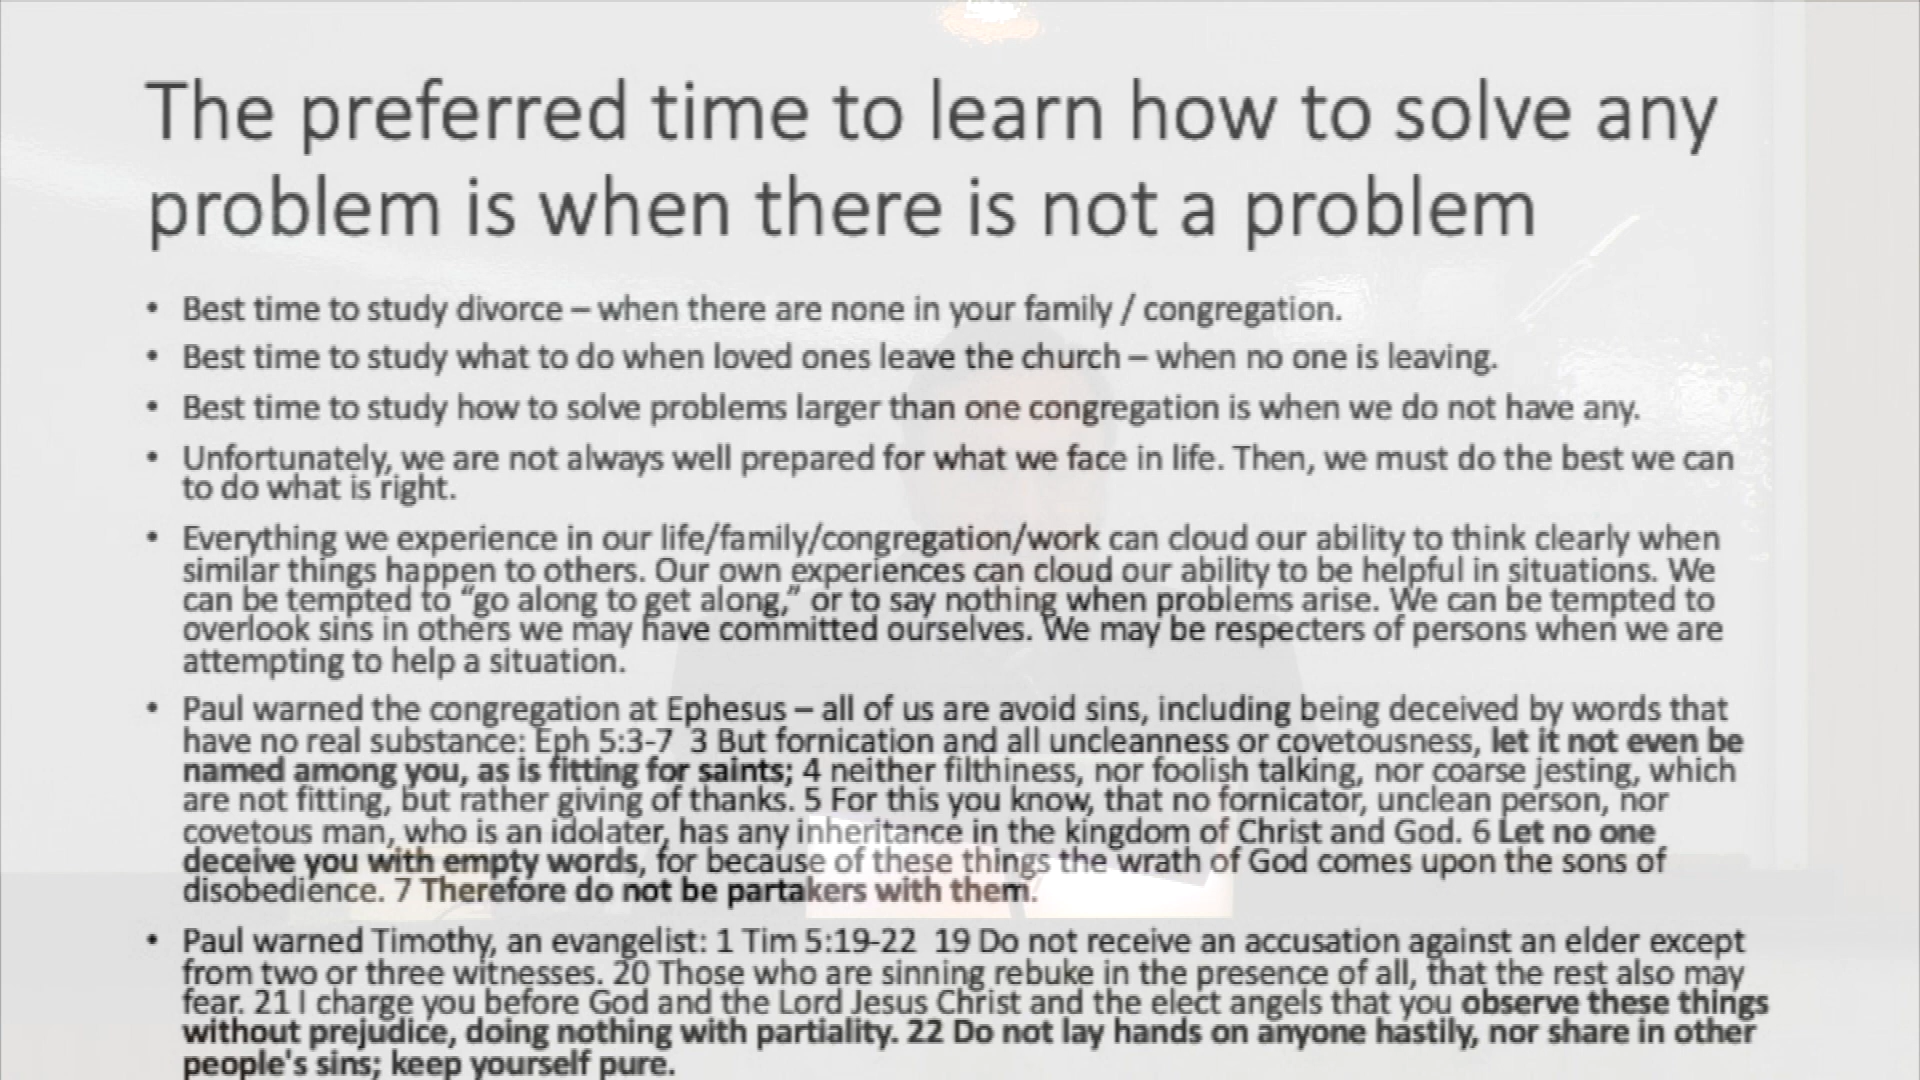 The preferred time to learn how to solve any
problem is when there is not a problem
• Best time to study divorce – when there are none in your family / congregation.
• Best time to study what to do when loved ones leave the church – when no one is leaving.
• Best time to study how to solve problems larger than one congregation is when we do not have any.
• Unfortunately, we are not always well prepared for what we face in life. Then, we must do the best we can
to do what is right.
• Everything we experience in our life/family/congregation/work can cloud our ability to think clearly when
similar things happen to others. Our own experiences can cloud our ability to be helpful in situations. We
can be tempted to “go along to get along,” or to say nothing when problems arise. We can be tempted to
overlook sins in others we may have committed ourselves. We may be respecters of persons when we are
attempting to help a situation.
• Paul warned the congregation at Ephesus – all of us are avoid sins, including being deceived by words that
have no real substance: Eph 5:3-7  3 But fornication and all uncleanness or covetousness, let it not even be
named among you, as is fitting for saints; 4 neither filthiness, nor foolish talking, nor coarse jesting, which
are not fitting, but rather giving of thanks. 5 For this you know, that no fornicator, unclean person, nor
covetous man, who is an idolater, has any inheritance in the kingdom of Christ and God. 6 Let no one
deceive you with empty words, for because of these things the wrath of God comes upon the sons of
disobedience. 7 Therefore do not be partakers with them.
• Paul warned Timothy, an evangelist: 1 Tim 5:19-22  19 Do not receive an accusation against an elder except
from two or three witnesses. 20 Those who are sinning rebuke in the presence of all, that the rest also may
fear. 21 I charge you before God and the Lord Jesus Christ and the elect angels that you observe these things
without prejudice, doing nothing with partiality. 22 Do not lay hands on anyone hastily, nor share in other
people's sins; keep yourself pure.